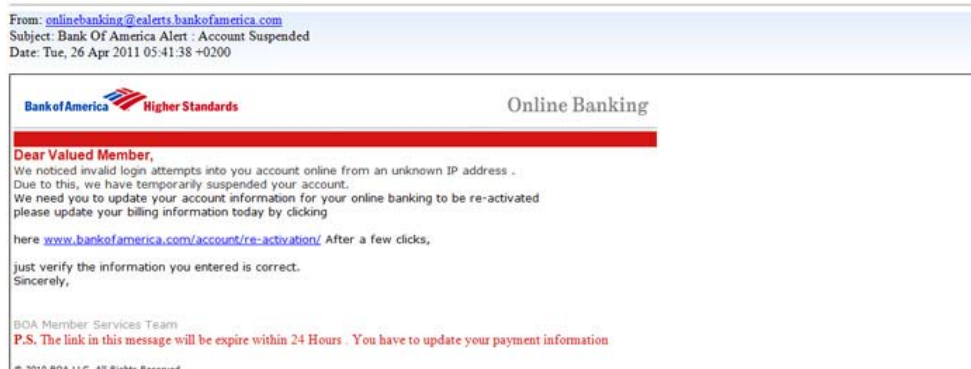 From: onlinebanking@ealerts.bankofamerica.com
Subject: Bank Of America Alert : Account Suspended
Date: Tue, 26 Apr 2011 05:41:38 +0200
Bank of America Higher Standards
Online Banking
Dear Valued Member,
We noticed invalid login attempts into you account online from an unknown IP address .
Due to this, we have temporarily suspended your account.
We need you to update your account information for your online banking to be re-activated
please update your billing information today by clicking
here www.bankofamerica.com/account/re-activation/ After a few clicks,
just verify the information you entered is correct.
Sincerely,
BOA Member Services Team
P.S. The link in this message will be expire within 24 Hours . You have to update your payment information
© 2010 BOA LLC. All Rights Reserved